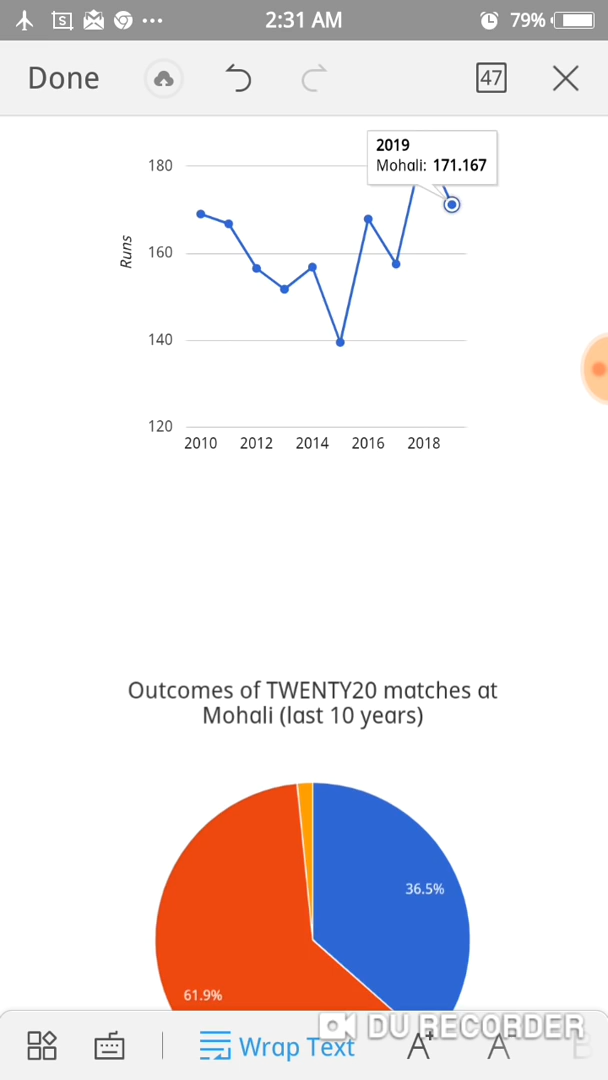 2:31 AM
79%
Done
47
2019
Mohali: 171.167
180
160
140
120
Runs
2010 2012 2014 2016 2018
Outcomes of TWENTY20 matches at
Mohali (last 10 years)
36.5%
61.9%
DU RECORDER
Wrap Text
A+
A-
B